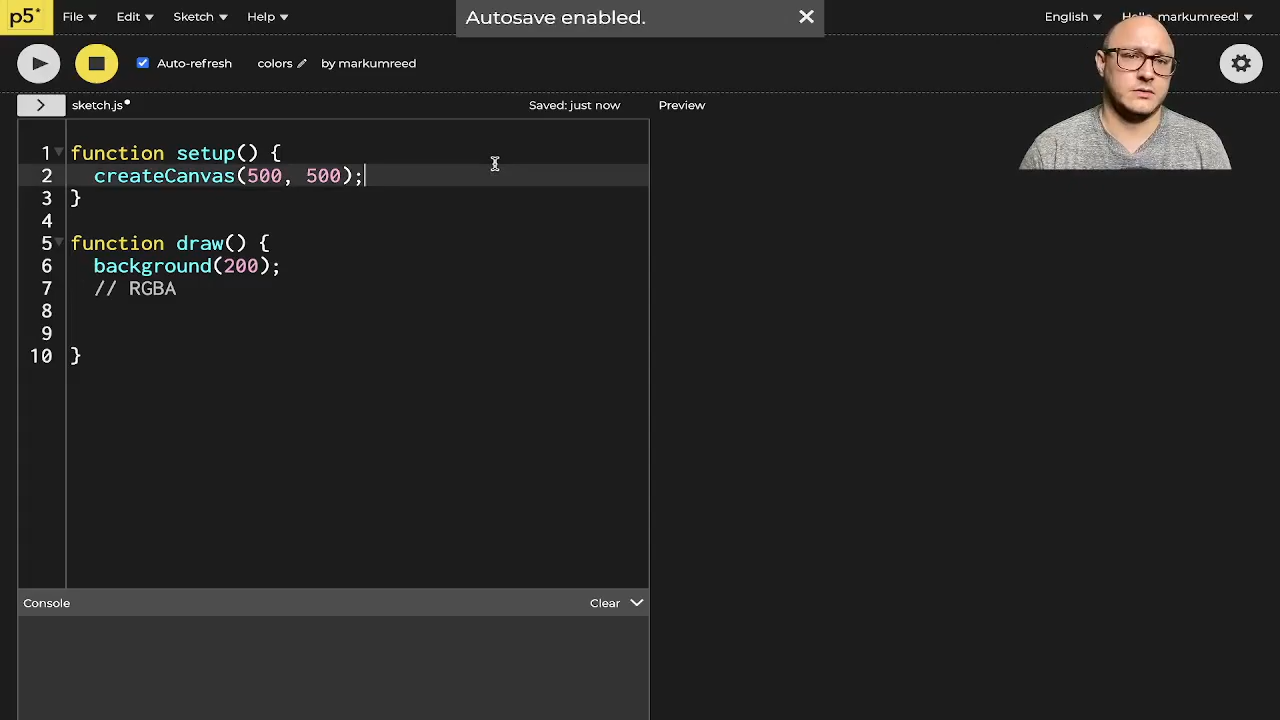 p5* File Edit Sketch Help Autosave enabled. English Hello, markumreed!
Auto-refresh colors by markumreed
sketch.js Saved: just now Preview
1 function setup() {
2 createCanvas(500, 500);
3 }
4
5 function draw() {
6 background(200);
7 // RGBA
8
9
10 }
Console Clear